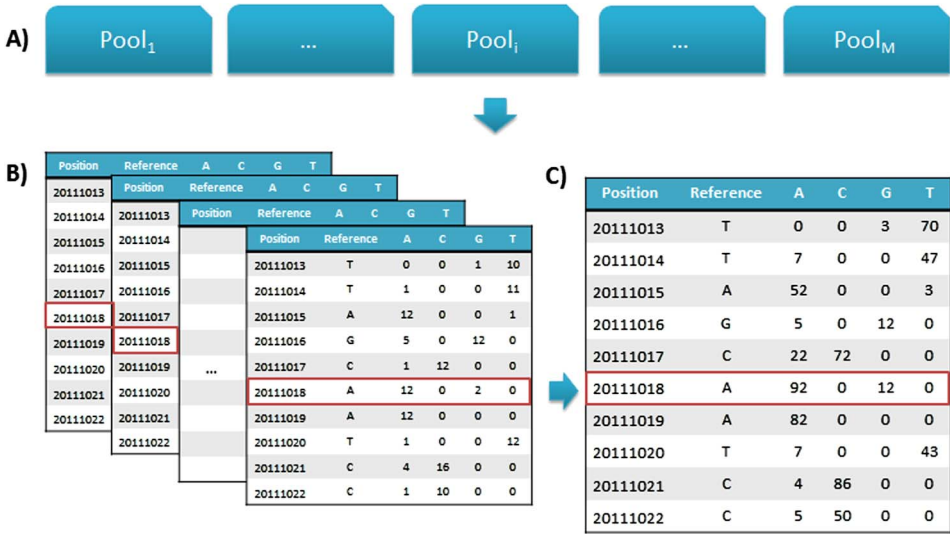 A) Pool1 ... Pooli ... PoolM
B)
Position Reference A C G T
20111013
20111014
20111015
20111016
20111017
20111018
20111019
20111020
20111021
20111022
Position Reference A C G T
20111013
20111014
20111015
20111016
20111017
20111018
20111019
20111020
20111021
20111022
Position Reference A C G T
...
Position Reference A C G T
20111013 T 0 0 1 10
20111014 T 1 0 0 11
20111015 A 12 0 0 1
20111016 G 5 0 12 0
20111017 C 1 12 0 0
20111018 A 12 0 2 0
20111019 A 12 0 0 0
20111020 T 1 0 0 12
20111021 C 4 16 0 0
20111022 C 1 10 0 0
C)
Position Reference A C G T
20111013 T 0 0 3 70
20111014 T 7 0 0 47
20111015 A 52 0 0 3
20111016 G 5 0 12 0
20111017 C 22 72 0 0
20111018 A 92 0 12 0
20111019 A 82 0 0 0
20111020 T 7 0 0 43
20111021 C 4 86 0 0
20111022 C 5 50 0 0